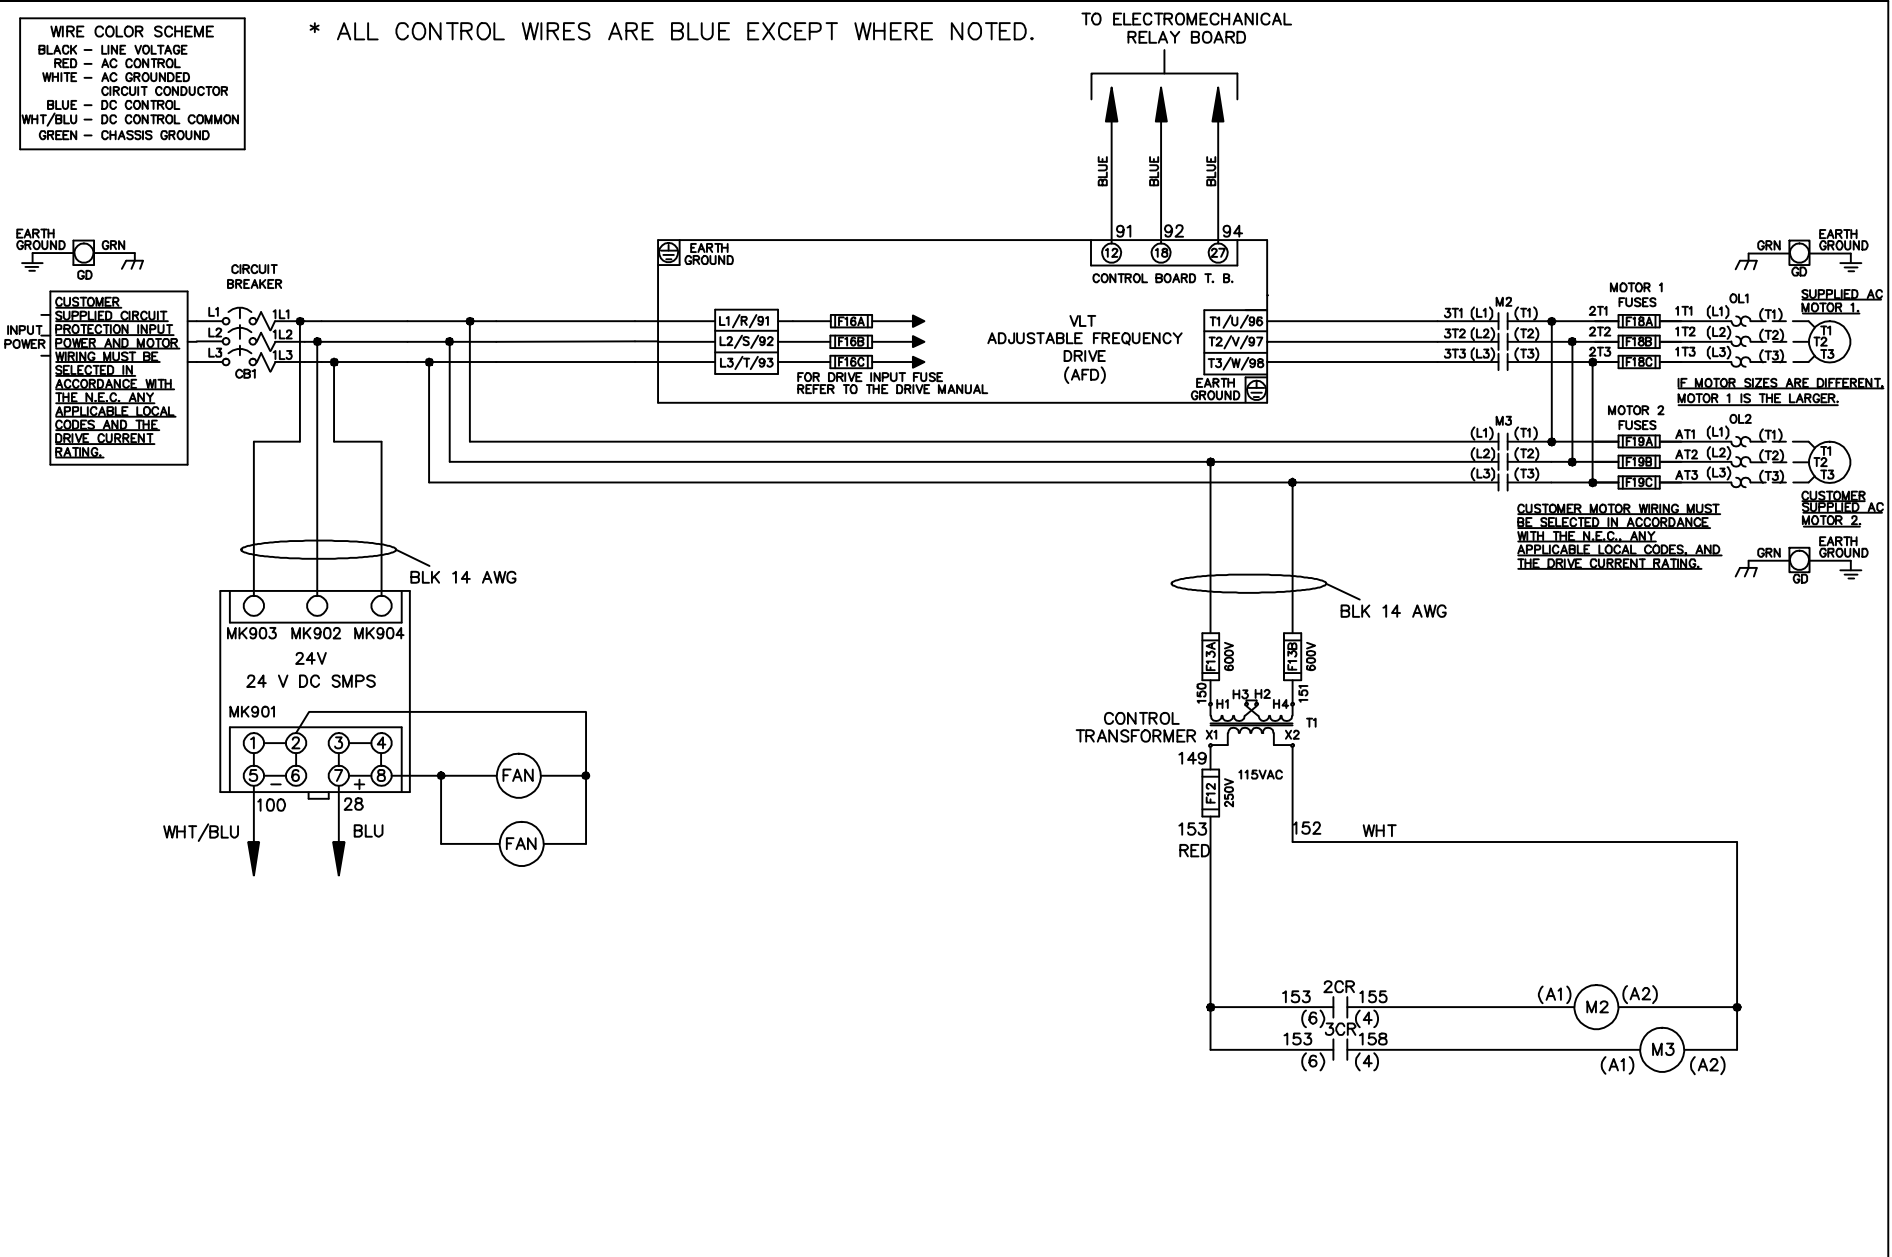 WIRE COLOR SCHEME
BLACK – LINE VOLTAGE
RED – AC CONTROL
WHITE – AC GROUNDED
CIRCUIT CONDUCTOR
BLUE – DC CONTROL
WHT/BLU – DC CONTROL COMMON
GREEN – CHASSIS GROUND
* ALL CONTROL WIRES ARE BLUE EXCEPT WHERE NOTED.
TO ELECTROMECHANICAL
RELAY BOARD
BLUE
BLUE
BLUE
91 92 94
12 18 27
CONTROL BOARD T. B.
EARTH
GROUND
GRN
GD
CUSTOMER
SUPPLIED CIRCUIT
PROTECTION INPUT
POWER AND MOTOR
WIRING MUST BE
SELECTED IN
ACCORDANCE WITH
THE N.E.C. ANY
APPLICABLE LOCAL
CODES AND THE
DRIVE CURRENT
RATING.
INPUT
POWER
CIRCUIT
BREAKER
L1 1L1
L2 1L2
L3 1L3
CB1
EARTH
GROUND
L1/R/91 F16A
L2/S/92 F16B
L3/T/93 F16C
FOR DRIVE INPUT FUSE
REFER TO THE DRIVE MANUAL
VLT
ADJUSTABLE FREQUENCY
DRIVE
(AFD)
T1/U/96
T2/V/97
T3/W/98
EARTH
GROUND
M2
3T1 (L1) (T1)
3T2 (L2) (T2)
3T3 (L3) (T3)
MOTOR 1
FUSES
2T1 F18A 1T1 (L1) (T1)
2T2 F18B 1T2 (L2) (T2)
2T3 F18C 1T3 (L3) (T3)
OL1
GRN
GD
EARTH
GROUND
SUPPLIED AC
MOTOR 1.
T1
T2
T3
IF MOTOR SIZES ARE DIFFERENT,
MOTOR 1 IS THE LARGER.
M3
(L1) (T1)
(L2) (T2)
(L3) (T3)
MOTOR 2
FUSES
OL2
F19A AT1 (L1) (T1)
F19B AT2 (L2) (T2)
F19C AT3 (L3) (T3)
T1
T2
T3
CUSTOMER
SUPPLIED AC
MOTOR 2.
CUSTOMER MOTOR WIRING MUST
BE SELECTED IN ACCORDANCE
WITH THE N.E.C., ANY
APPLICABLE LOCAL CODES, AND
THE DRIVE CURRENT RATING.
GRN
GD
EARTH
GROUND
BLK 14 AWG
MK903 MK902 MK904
24V
24 V DC SMPS
MK901
1 2 3 4
5 – 6 7 + 8
100 28
WHT/BLU BLU
FAN
FAN
BLK 14 AWG
F13A 600V
F13B 600V
150 151
H1 H3 H2 H4
CONTROL
TRANSFORMER
T1
X1 X2
149
115VAC
F12 250V
153
RED
152 WHT
2CR
153 155
(6) (4)
(A1) M2 (A2)
3CR
153 158
(6) (4)
(A1) M3 (A2)